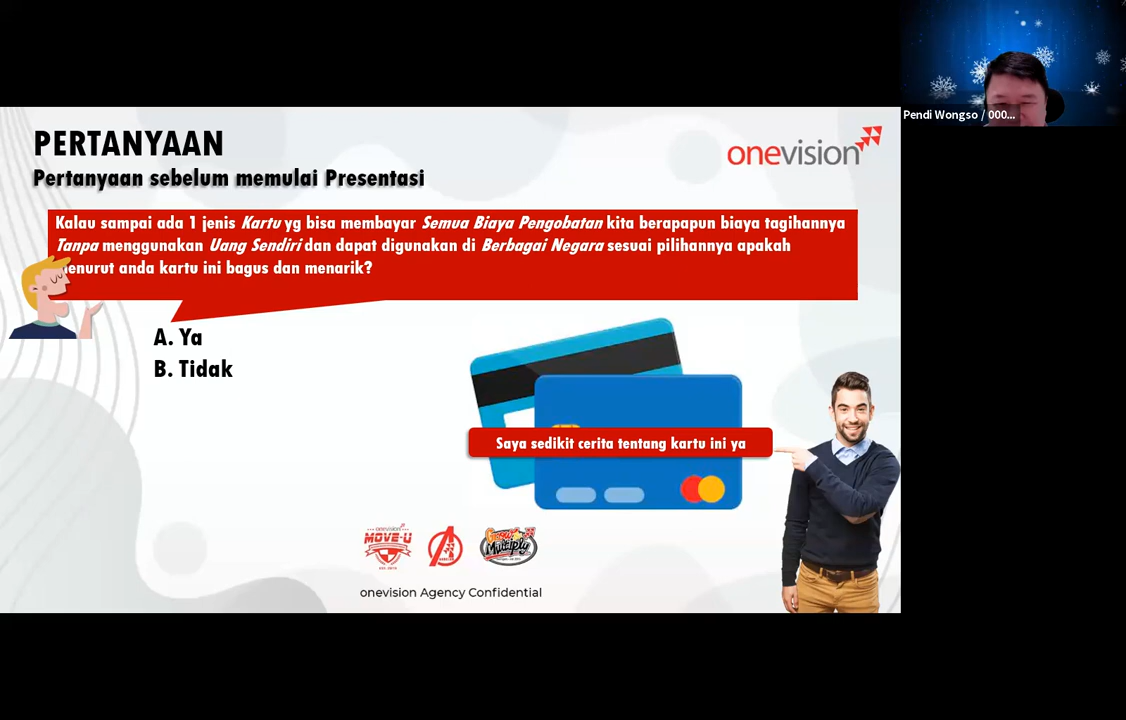 PERTANYAAN
Pertanyaan sebelum memulai Presentasi
onevision
Pendi Wongso / 000...
Kalau sampai ada 1 jenis Kartu yg bisa membayar Semua Biaya Pengobatan kita berapapun biaya tagihannya
Tanpa menggunakan Uang Sendiri dan dapat digunakan di Berbagai Negara sesuai pilihannya apakah
menurut anda kartu ini bagus dan menarik?
A. Ya
B. Tidak
Saya sedikit cerita tentang kartu ini ya
onevision
MOVE-U
Multiply
onevision Agency Confidential